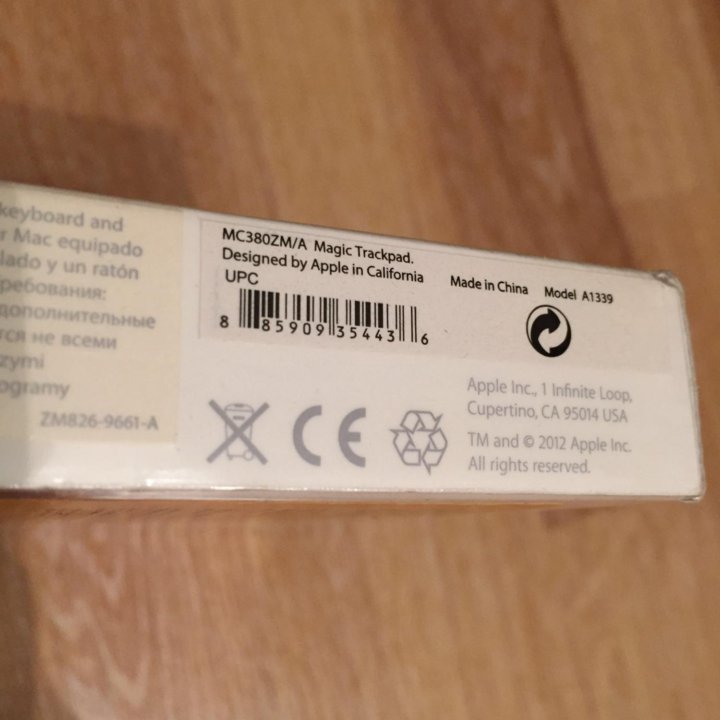 keyboard and
r Mac equipado
lado y un ratón
требования:
дополнительные
тся не всеми
zymi
ogramy
ZM826-9661-A
MC380ZM/A Magic Trackpad.
Designed by Apple in California Made in China Model A1339
UPC
8 85909 35443 6
CE
Apple Inc., 1 Infinite Loop,
Cupertino, CA 95014 USA
TM and © 2012 Apple Inc.
All rights reserved.